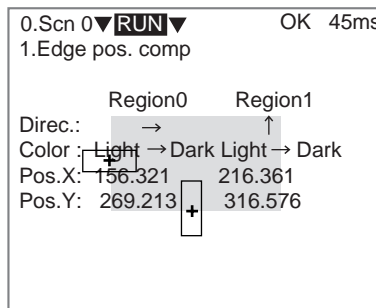 0.Scn 0▼RUN▼ OK 45ms
1.Edge pos. comp
Region0 Region1
Direc.: → ↑
Color : Light → Dark Light → Dark
Pos.X: 156.321 216.361
Pos.Y: 269.213 316.576